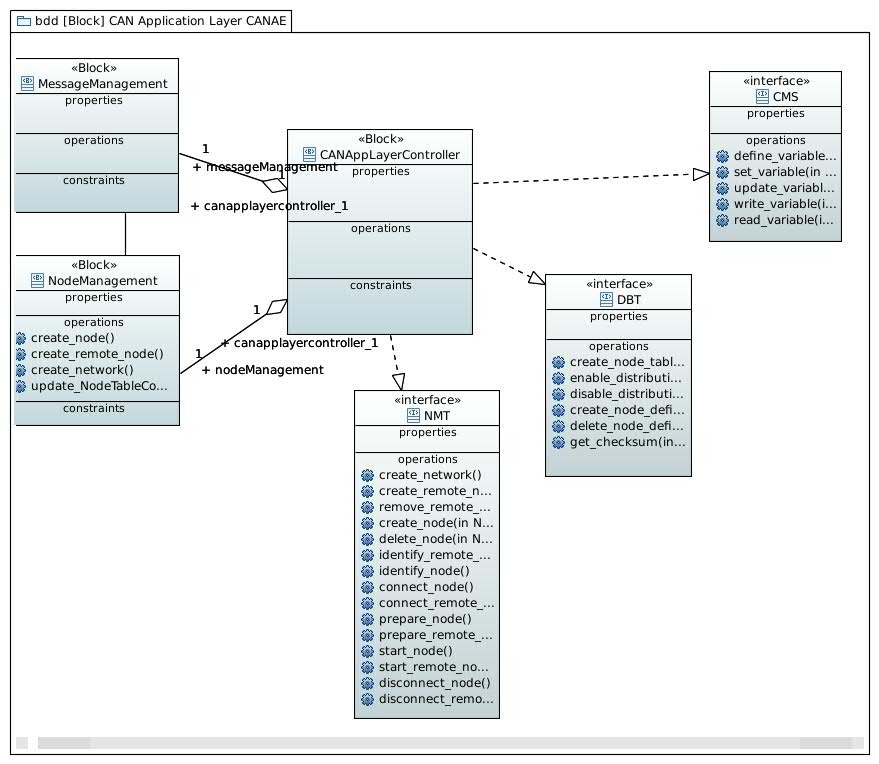 bdd [Block] CAN Application Layer CANAE
«Block»
MessageManagement
properties
operations
constraints
«Block»
NodeManagement
properties
operations
create_node()
create_remote_node()
create_network()
update_NodeTableCo...
constraints
1
+ messageManagement
1
+ canapplayercontroller_1
1
+ canapplayercontroller_1
1
+ nodeManagement
«Block»
CANAppLayerController
properties
operations
constraints
«interface»
CMS
properties
operations
define_variable...
set_variable(in ...
update_variabl...
write_variable(i...
read_variable(i...
«interface»
DBT
properties
operations
create_node_tabl...
enable_distributi...
disable_distributi...
create_node_defi...
delete_node_defi...
get_checksum(in...
«interface»
NMT
properties
operations
create_network()
create_remote_n...
remove_remote_...
create_node(in N...
delete_node(in N...
identify_remote_...
identify_node()
connect_node()
connect_remote_...
prepare_node()
prepare_remote_...
start_node()
start_remote_no...
disconnect_node()
disconnect_remo...